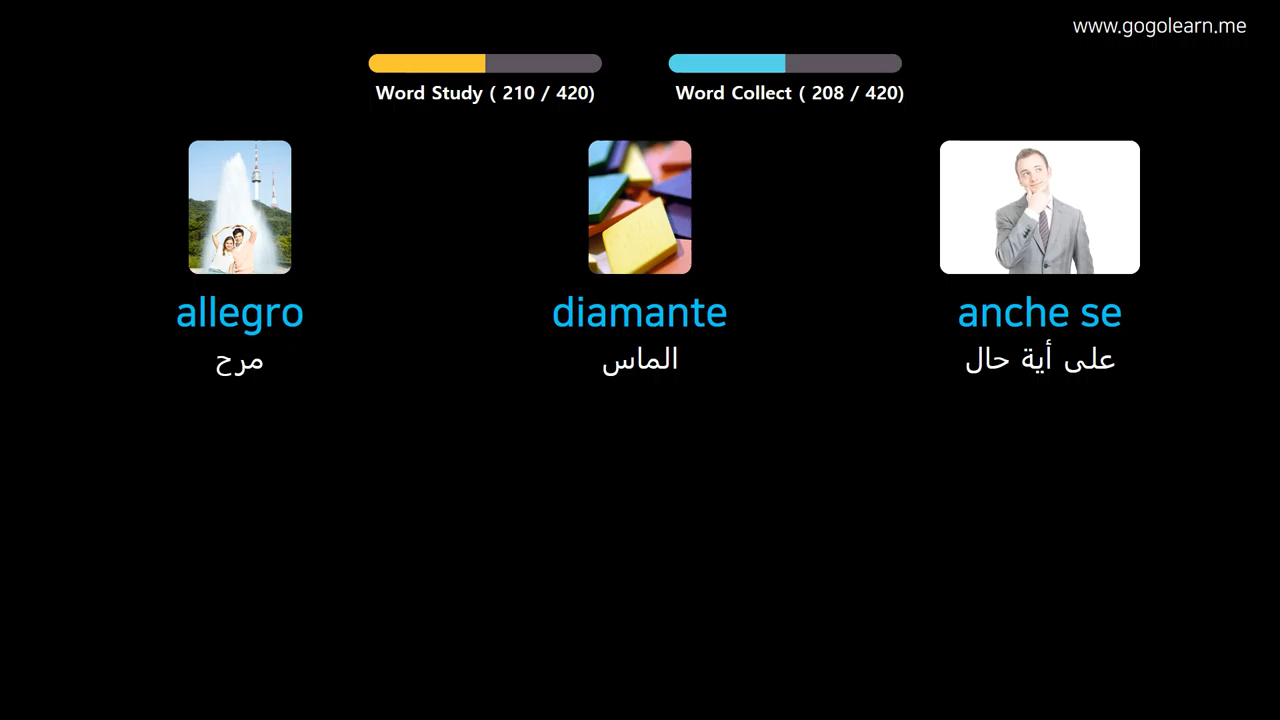 www.gogolearn.me
Word Study ( 210 / 420)
Word Collect ( 208 / 420)
allegro
diamante
anche se
مرح
الماس
على أية حال